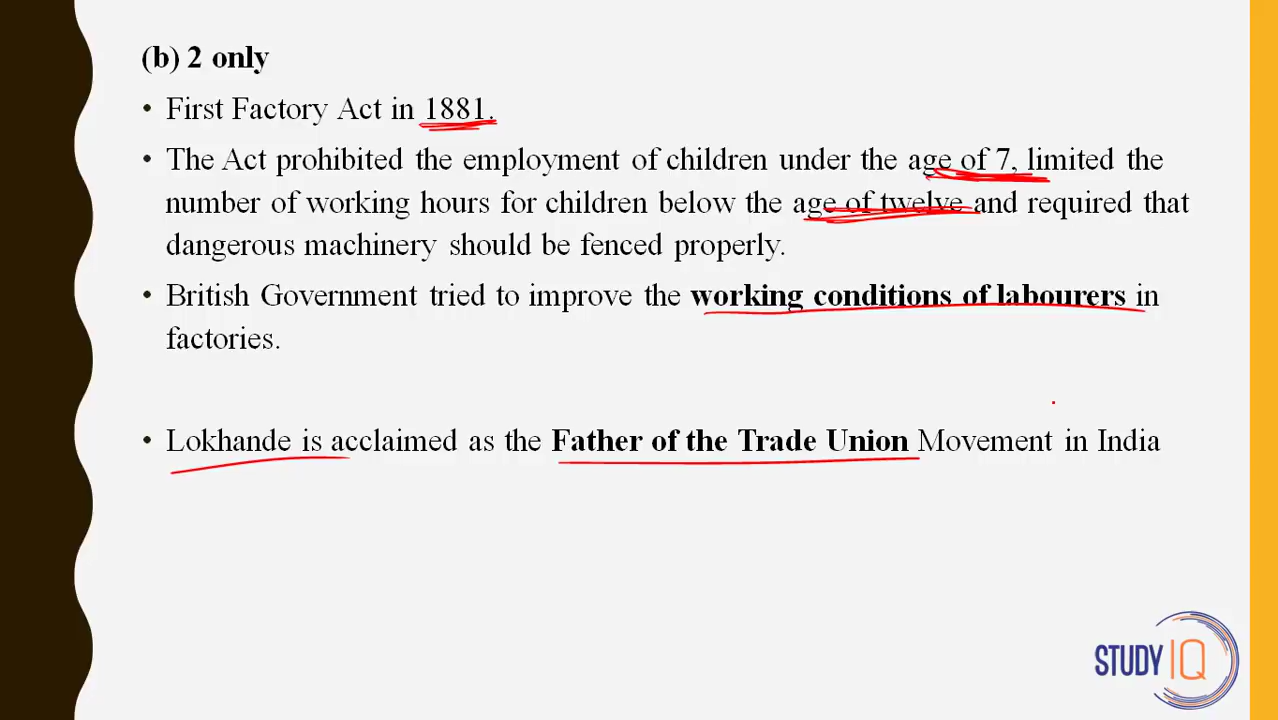 (b) 2 only
• First Factory Act in 1881.
• The Act prohibited the employment of children under the age of 7, limited the
number of working hours for children below the age of twelve and required that
dangerous machinery should be fenced properly.
• British Government tried to improve the working conditions of labourers in
factories.
• Lokhande is acclaimed as the Father of the Trade Union Movement in India
STUDY IQ